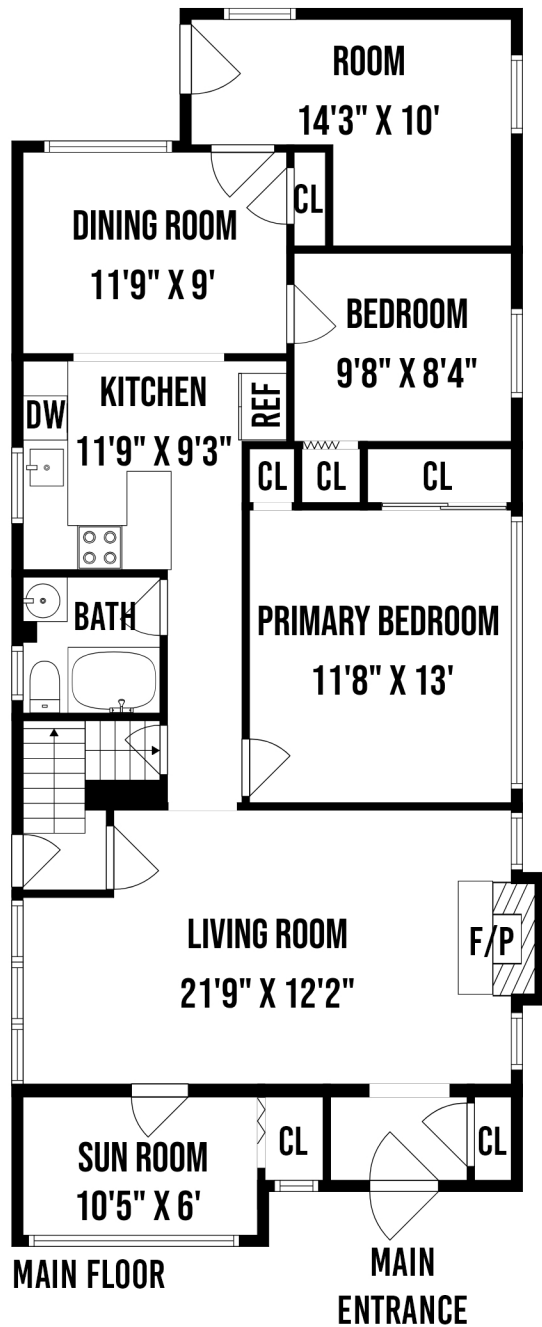 ROOM
14'3" X 10'
CL
DINING ROOM
11'9" X 9'
BEDROOM
9'8" X 8'4"
KITCHEN
11'9" X 9'3"
DW
REF
CL
CL
CL
BATH
PRIMARY BEDROOM
11'8" X 13'
LIVING ROOM
21'9" X 12'2"
F/P
SUN ROOM
10'5" X 6'
CL
CL
MAIN FLOOR
MAIN
ENTRANCE